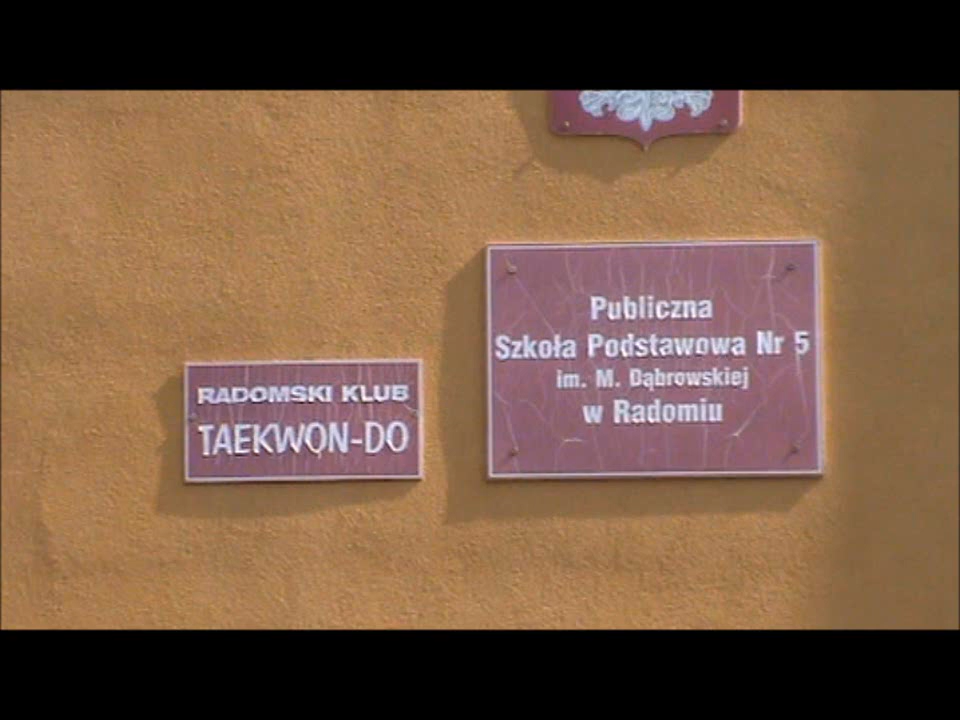 RADOMSKI KLUB
TAEKWON-DO
Publiczna
Szkoła Podstawowa Nr 5
im. M. Dąbrowskiej
w Radomiu